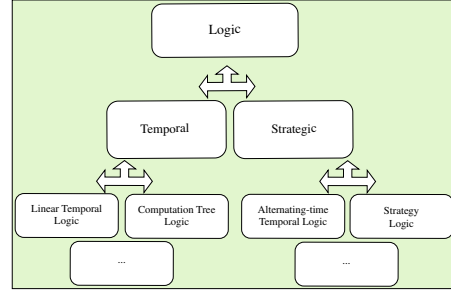 Logic
Temporal
Strategic
Linear Temporal
Logic
Computation Tree
Logic
Alternating-time
Temporal Logic
Strategy
Logic
...
...